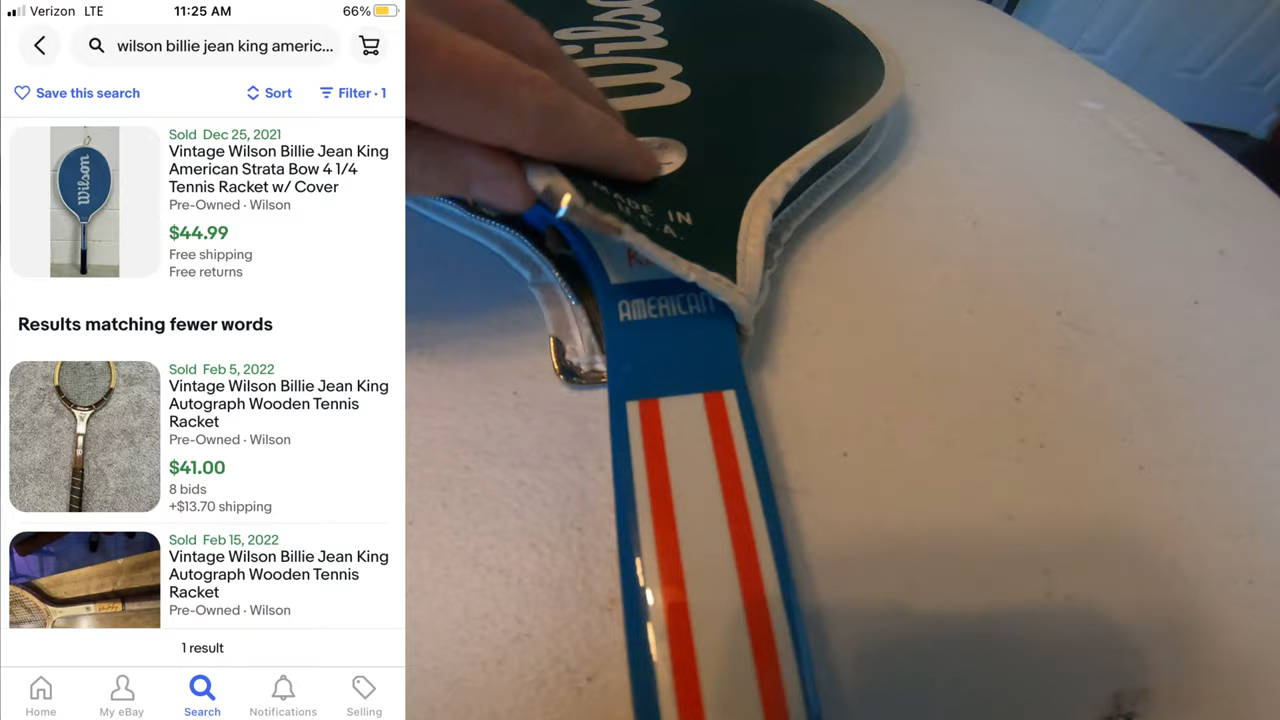 Verizon LTE 11:25 AM 66%
wilson billie jean king americ...
Save this search Sort Filter · 1
Sold Dec 25, 2021
Vintage Wilson Billie Jean King
American Strata Bow 4 1/4
Tennis Racket w/ Cover
Pre-Owned · Wilson
$44.99
Free shipping
Free returns
Results matching fewer words
Sold Feb 5, 2022
Vintage Wilson Billie Jean King
Autograph Wooden Tennis
Racket
Pre-Owned · Wilson
$41.00
8 bids
+$13.70 shipping
Sold Feb 15, 2022
Vintage Wilson Billie Jean King
Autograph Wooden Tennis
Racket
Pre-Owned · Wilson
1 result
Home My eBay Search Notifications Selling
Wilson
Wilso
MADE IN
U.S.A.
AMERICAN